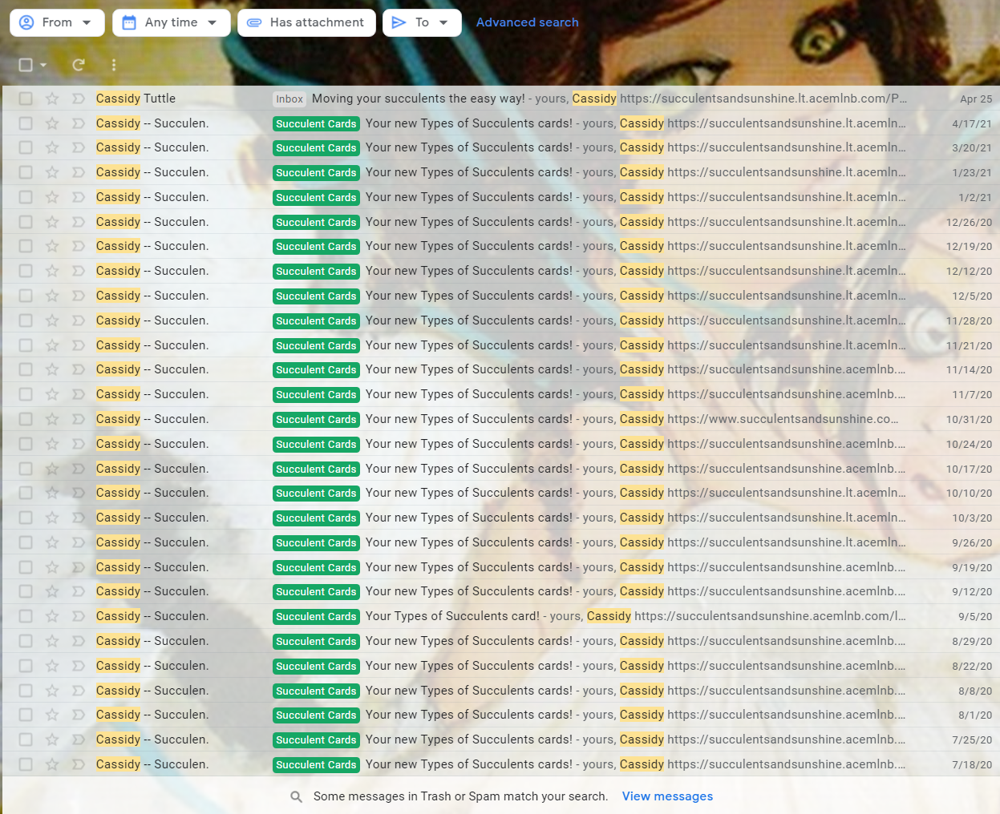 From Any time Has attachment To Advanced search
Cassidy Tuttle Inbox Moving your succulents the easy way! - yours, Cassidy https://succulentsandsunshine.lt.acemlnb.com/P… Apr 25
Cassidy -- Succulen. Succulent Cards Your new Types of Succulents cards! - yours, Cassidy https://succulentsandsunshine.lt.acemln… 4/17/21
Cassidy -- Succulen. Succulent Cards Your new Types of Succulents cards! - yours, Cassidy https://succulentsandsunshine.lt.acemln… 3/20/21
Cassidy -- Succulen. Succulent Cards Your new Types of Succulents cards! - yours, Cassidy https://succulentsandsunshine.lt.acemln… 1/23/21
Cassidy -- Succulen. Succulent Cards Your new Types of Succulents cards! - yours, Cassidy https://succulentsandsunshine.lt.acemln… 1/2/21
Cassidy -- Succulen. Succulent Cards Your new Types of Succulents cards! - yours, Cassidy https://succulentsandsunshine.lt.acemln… 12/26/20
Cassidy -- Succulen. Succulent Cards Your new Types of Succulents cards! - yours, Cassidy https://succulentsandsunshine.lt.acemln… 12/19/20
Cassidy -- Succulen. Succulent Cards Your new Types of Succulents cards! - yours, Cassidy https://succulentsandsunshine.lt.acemln… 12/12/20
Cassidy -- Succulen. Succulent Cards Your new Types of Succulents cards! - yours, Cassidy https://succulentsandsunshine.lt.acemln… 12/5/20
Cassidy -- Succulen. Succulent Cards Your new Types of Succulents cards! - yours, Cassidy https://succulentsandsunshine.lt.acemln… 11/28/20
Cassidy -- Succulen. Succulent Cards Your new Types of Succulents cards! - yours, Cassidy https://succulentsandsunshine.lt.acemln… 11/21/20
Cassidy -- Succulen. Succulent Cards Your new Types of Succulents cards! - yours, Cassidy https://succulentsandsunshine.acemlnb.… 11/14/20
Cassidy -- Succulen. Succulent Cards Your new Types of Succulents cards! - yours, Cassidy https://succulentsandsunshine.acemlnb.… 11/7/20
Cassidy -- Succulen. Succulent Cards Your new Types of Succulents cards! - yours, Cassidy https://www.succulentsandsunshine.co… 10/31/20
Cassidy -- Succulen. Succulent Cards Your new Types of Succulents cards! - yours, Cassidy https://succulentsandsunshine.acemlnb.… 10/24/20
Cassidy -- Succulen. Succulent Cards Your new Types of Succulents cards! - yours, Cassidy https://succulentsandsunshine.acemlnb.… 10/17/20
Cassidy -- Succulen. Succulent Cards Your new Types of Succulents cards! - yours, Cassidy https://succulentsandsunshine.lt.acemln… 10/10/20
Cassidy -- Succulen. Succulent Cards Your new Types of Succulents cards! - yours, Cassidy https://succulentsandsunshine.lt.acemln… 10/3/20
Cassidy -- Succulen. Succulent Cards Your new Types of Succulents cards! - yours, Cassidy https://succulentsandsunshine.lt.acemln… 9/26/20
Cassidy -- Succulen. Succulent Cards Your new Types of Succulents cards! - yours, Cassidy https://succulentsandsunshine.acemlnb.… 9/19/20
Cassidy -- Succulen. Succulent Cards Your new Types of Succulents cards! - yours, Cassidy https://succulentsandsunshine.acemlnb.… 9/12/20
Cassidy -- Succulen. Succulent Cards Your Types of Succulents card! - yours, Cassidy https://succulentsandsunshine.acemlnb.com/l… 9/5/20
Cassidy -- Succulen. Succulent Cards Your new Types of Succulents cards! - yours, Cassidy https://succulentsandsunshine.acemlnb.… 8/29/20
Cassidy -- Succulen. Succulent Cards Your new Types of Succulents cards! - yours, Cassidy https://succulentsandsunshine.acemlnb.… 8/22/20
Cassidy -- Succulen. Succulent Cards Your new Types of Succulents cards! - yours, Cassidy https://succulentsandsunshine.acemlnb.… 8/8/20
Cassidy -- Succulen. Succulent Cards Your new Types of Succulents cards! - yours, Cassidy https://succulentsandsunshine.acemlnb.… 8/1/20
Cassidy -- Succulen. Succulent Cards Your new Types of Succulents cards! - yours, Cassidy https://succulentsandsunshine.acemlnb.… 7/25/20
Cassidy -- Succulen. Succulent Cards Your new Types of Succulents cards! - yours, Cassidy https://succulentsandsunshine.acemlnb.… 7/18/20
Some messages in Trash or Spam match your search. View messages